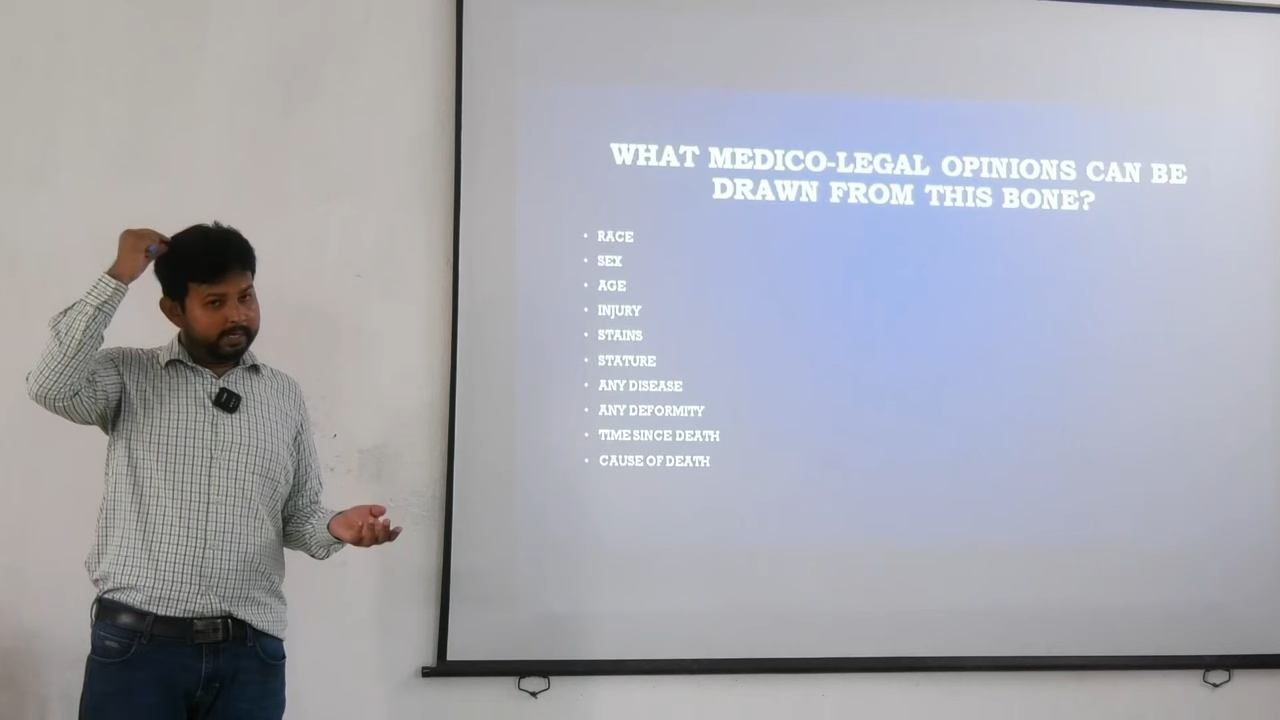 WHAT MEDICO-LEGAL OPINIONS CAN BE
DRAWN FROM THIS BONE?
• RACE
• SEX
• AGE
• INJURY
• STAINS
• STATURE
• ANY DISEASE
• ANY DEFORMITY
• TIME SINCE DEATH
• CAUSE OF DEATH